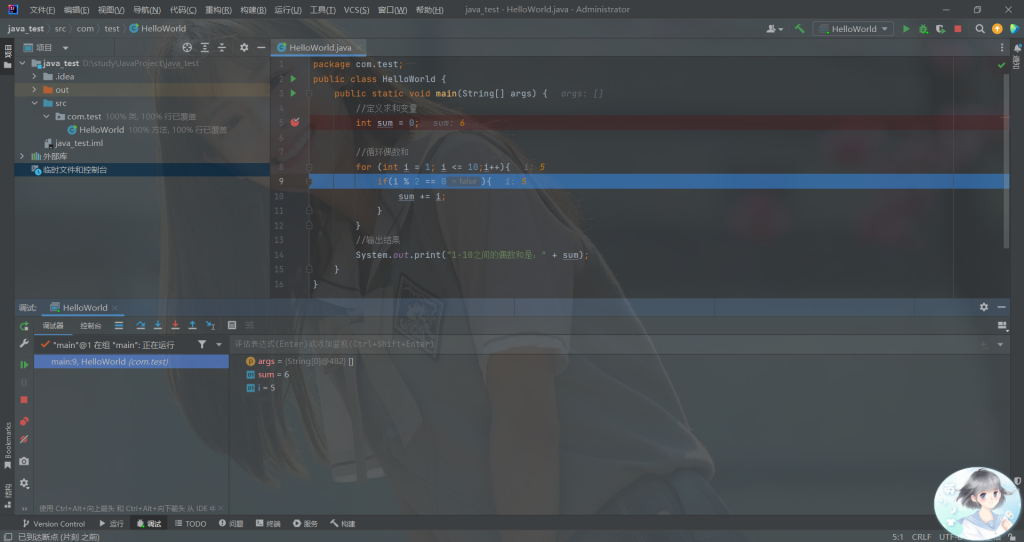 文件(F) 编辑(E) 视图(V) 导航(N) 代码(C) 重构(R) 构建(B) 运行(U) 工具(T) VCS(S) 窗口(W) 帮助(H) java_test - HelloWorld.java - Administrator
java_test src com test HelloWorld HelloWorld
项目 HelloWorld.java
java_test D:\study\JavaProject\java_test
.idea
out
src
com.test 100% 类, 100% 行已覆盖
HelloWorld 100% 方法, 100% 行已覆盖
java_test.iml
外部库
临时文件和控制台
1 package com.test;
2 public class HelloWorld {
3 public static void main(String[] args) { args: []
4 //定义求和变量
5 int sum = 0; sum: 6
6
7 //循环偶数和
8 for (int i = 1; i <= 10;i++){ i: 5
9 if(i % 2 == 0 = false ){ i: 5
10 sum += i;
11 }
12 }
13 //输出结果
14 System.out.print("1-10之间的偶数和是：" + sum);
15 }
16 }
调试: HelloWorld
调试器 控制台
"main"@1 在组 "main": 正在运行
评估表达式(Enter)或添加监视(Ctrl+Shift+Enter)
main:9, HelloWorld (com.test)
args = {String[0]@482} []
sum = 6
i = 5
Bookmarks
结构
使用 Ctrl+Alt+向上箭头 和 Ctrl+Alt+向下箭头 从 IDE 中
Version Control 运行 调试 TODO 问题 终端 服务 构建
已到达断点 (片刻 之前) 5:1 CRLF UTF-8